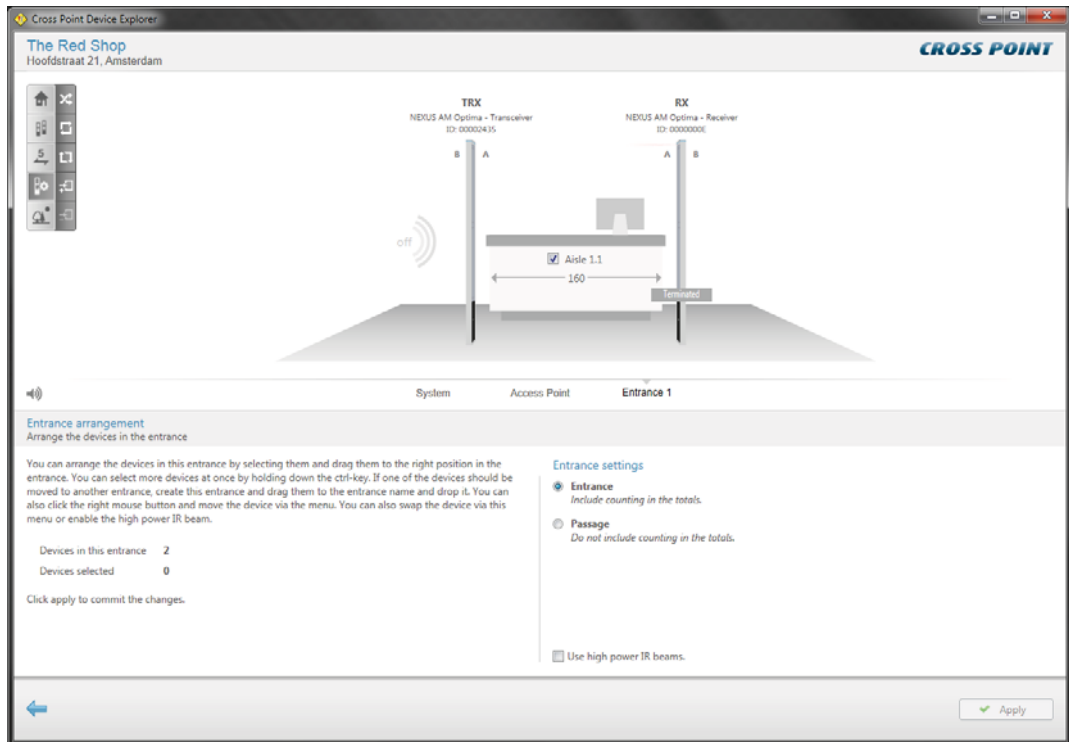 Cross Point Device Explorer
The Red Shop
Hoofdstraat 21, Amsterdam
CROSS POINT
TRX
NEXUS AM Optima - Transceiver
ID: 00002435
RX
NEXUS AM Optima - Receiver
ID: 0000000E
B A
A B
5
off
Aisle 1.1
160
Terminated
System Access Point Entrance 1
Entrance arrangement
Arrange the devices in the entrance
You can arrange the devices in this entrance by selecting them and drag them to the right position in the
entrance. You can select more devices at once by holding down the ctrl-key. If one of the devices should be
moved to another entrance, create this entrance and drag them to the entrance name and drop it. You can
also click the right mouse button and move the device via the menu. You can also swap the device via this
menu or enable the high power IR beam.
Devices in this entrance 2
Devices selected 0
Click apply to commit the changes.
Entrance settings
Entrance
Include counting in the totals.
Passage
Do not include counting in the totals.
Use high power IR beams.
Apply